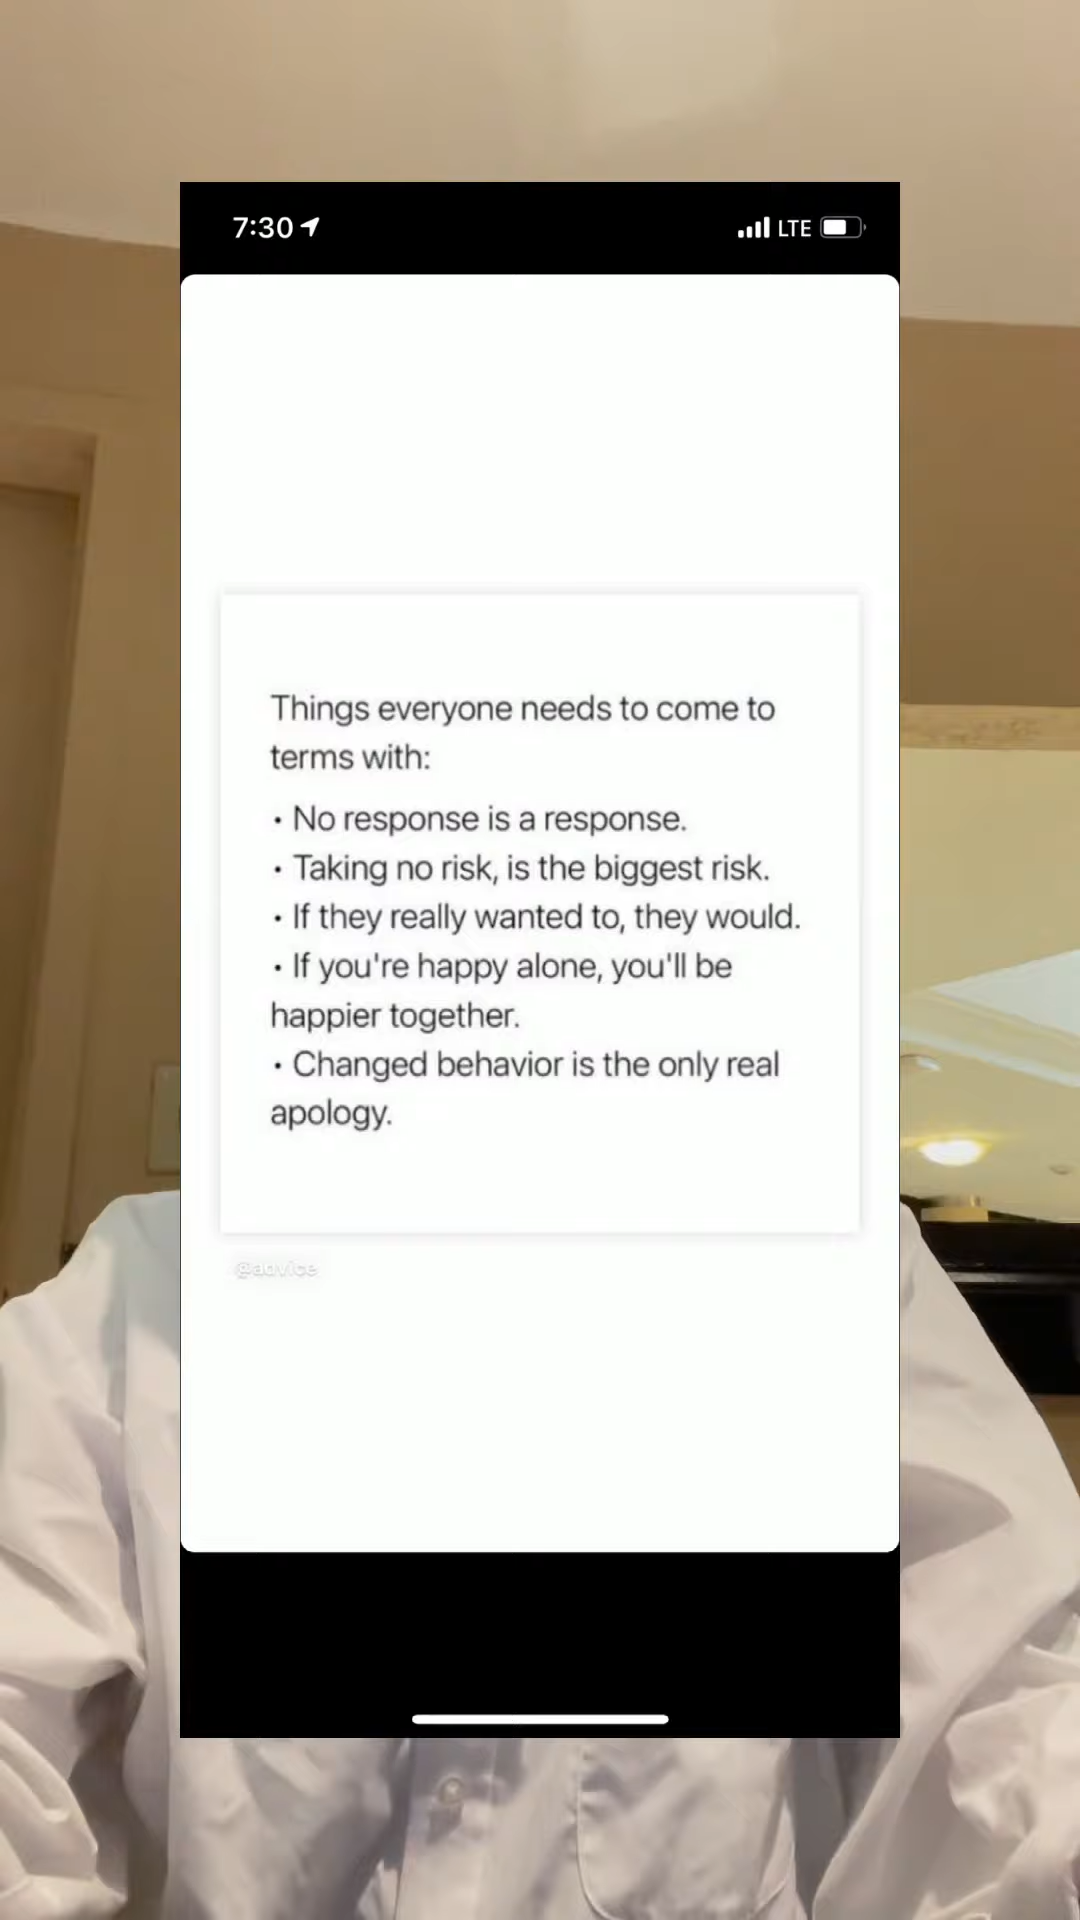 7:30
LTE
Things everyone needs to come to
terms with:
• No response is a response.
• Taking no risk, is the biggest risk.
• If they really wanted to, they would.
• If you're happy alone, you'll be
happier together.
• Changed behavior is the only real
apology.
@advice